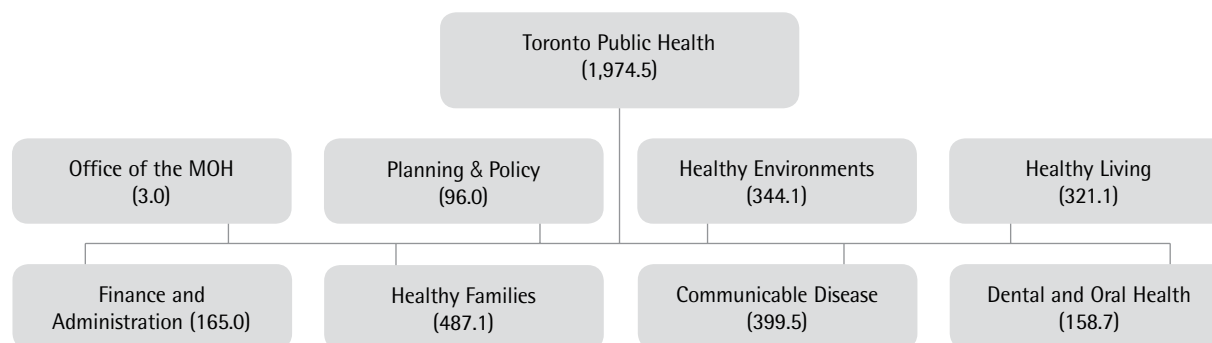 Toronto Public Health
(1,974.5)
Office of the MOH
(3.0)
Planning & Policy
(96.0)
Healthy Environments
(344.1)
Healthy Living
(321.1)
Finance and
Administration (165.0)
Healthy Families
(487.1)
Communicable Disease
(399.5)
Dental and Oral Health
(158.7)